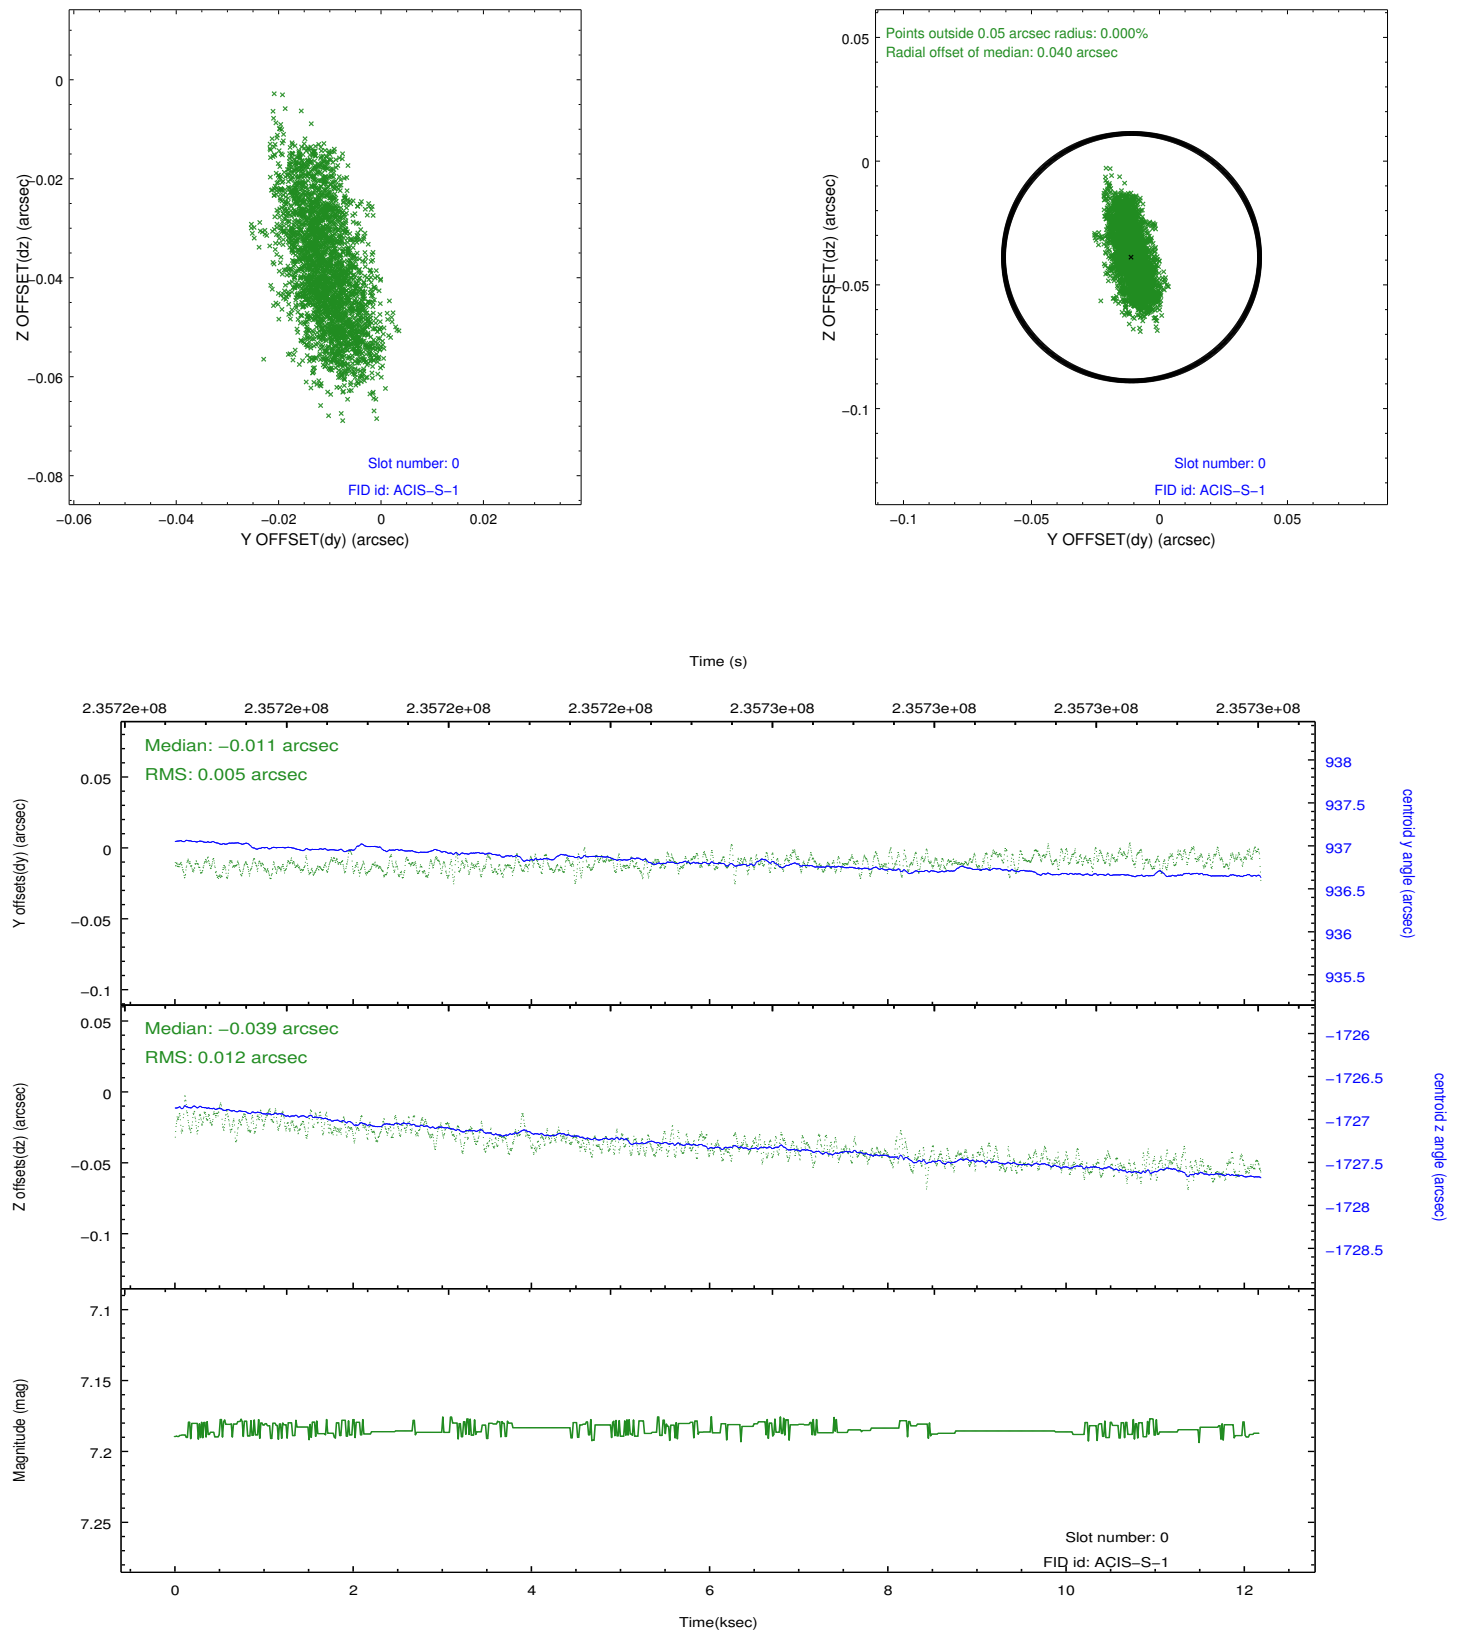 0
−0.02
−0.04
−0.06
−0.08
Z OFFSET(dz) (arcsec)
Slot number: 0
FID id: ACIS−S−1
−0.06
−0.04
−0.02
0
0.02
Y OFFSET(dy) (arcsec)
Points outside 0.05 arcsec radius: 0.000%
Radial offset of median: 0.040 arcsec
0.05
0
−0.05
−0.1
Z OFFSET(dz) (arcsec)
Slot number: 0
FID id: ACIS−S−1
−0.1
−0.05
0
0.05
Y OFFSET(dy) (arcsec)
Time (s)
2.3572e+08
2.3572e+08
2.3572e+08
2.3572e+08
2.3573e+08
2.3573e+08
2.3573e+08
2.3573e+08
Median: −0.011 arcsec
RMS: 0.005 arcsec
0.05
0
−0.05
−0.1
Y offsets(dy) (arcsec)
938
937.5
937
936.5
936
935.5
centroid y angle (arcsec)
Median: −0.039 arcsec
RMS: 0.012 arcsec
0.05
0
−0.05
−0.1
Z offsets(dz) (arcsec)
−1726
−1726.5
−1727
−1727.5
−1728
−1728.5
centroid z angle (arcsec)
7.1
7.15
7.2
7.25
Magnitude (mag)
Slot number: 0
FID id: ACIS−S−1
0
2
4
6
8
10
12
Time(ksec)